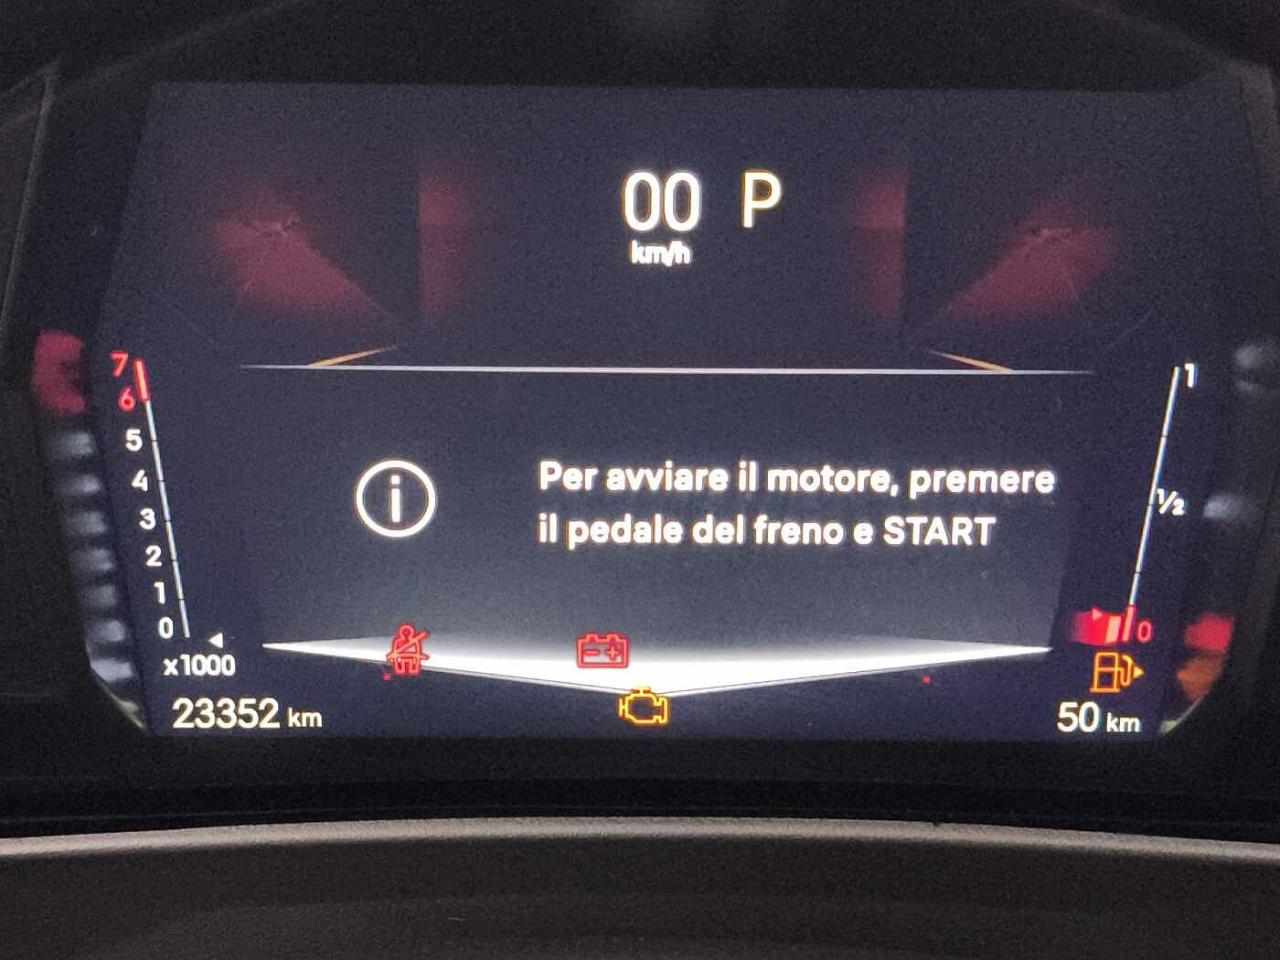 00 P
km/h
7
6
5
4
3
2
1
0
x1000
1
1/2
0
Per avviare il motore, premere
il pedale del freno e START
23352 km
50 km